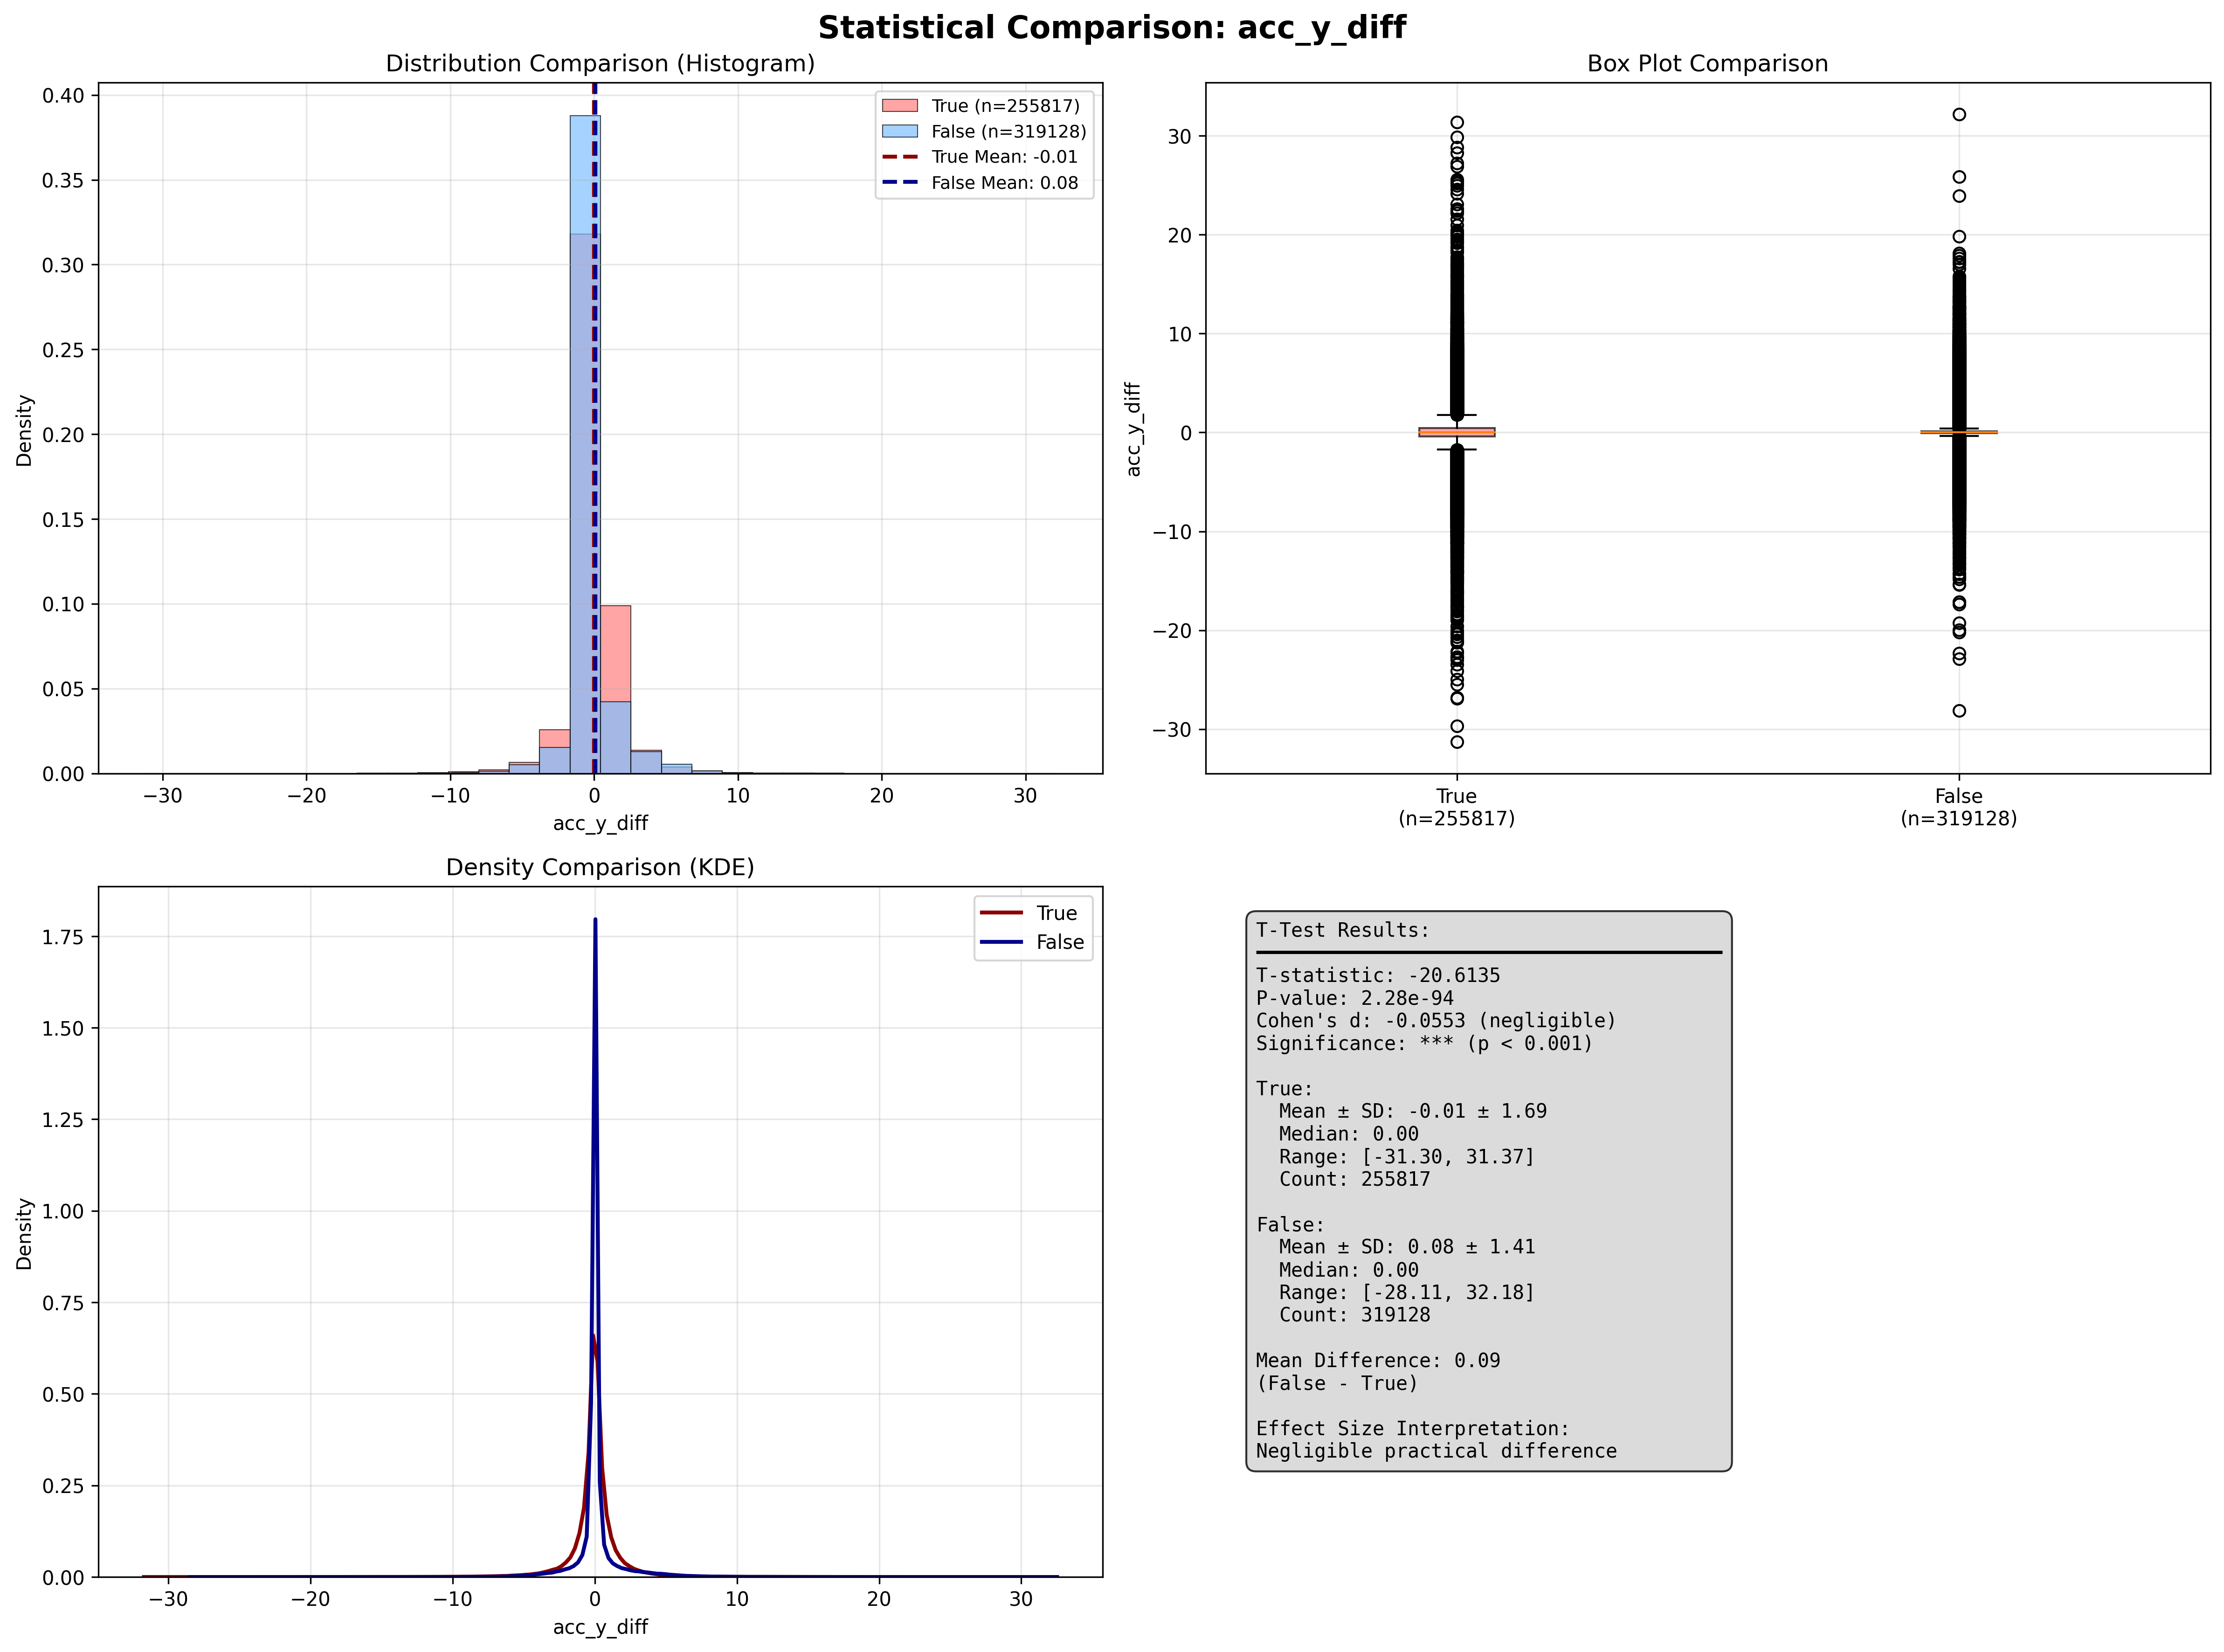 Statistical Comparison: acc_y_diff
Distribution Comparison (Histogram)
0.40
0.35
0.30
0.25
0.20
0.15
0.10
0.05
0.00
Density
−30
−20
−10
0
10
20
30
acc_y_diff
True (n=255817)
False (n=319128)
True Mean: -0.01
False Mean: 0.08
Box Plot Comparison
30
20
10
0
−10
−20
−30
acc_y_diff
True
(n=255817)
False
(n=319128)
Density Comparison (KDE)
1.75
1.50
1.25
1.00
0.75
0.50
0.25
0.00
Density
−30
−20
−10
0
10
20
30
acc_y_diff
True
False
T-Test Results:
T-statistic: -20.6135
P-value: 2.28e-94
Cohen's d: -0.0553 (negligible)
Significance: *** (p < 0.001)
True:
Mean ± SD: -0.01 ± 1.69
Median: 0.00
Range: [-31.30, 31.37]
Count: 255817
False:
Mean ± SD: 0.08 ± 1.41
Median: 0.00
Range: [-28.11, 32.18]
Count: 319128
Mean Difference: 0.09
(False - True)
Effect Size Interpretation:
Negligible practical difference